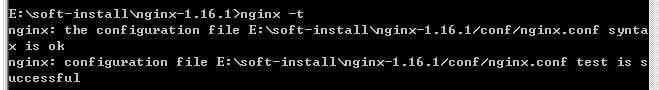 E:\soft-install\nginx-1.16.1>nginx -t
nginx: the configuration file E:\soft-install\nginx-1.16.1/conf/nginx.conf synta
x is ok
nginx: configuration file E:\soft-install\nginx-1.16.1/conf/nginx.conf test is s
uccessful